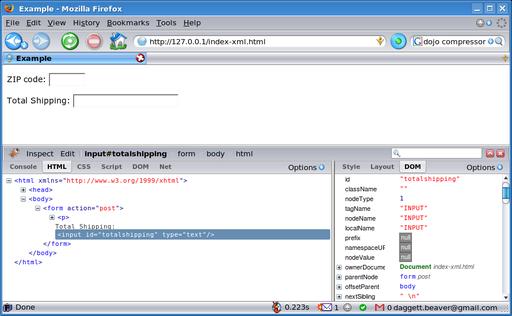 Example - Mozilla Firefox
File Edit View History Bookmarks Tools Help
http://127.0.0.1/index-xml.html
dojo compressor
Example
ZIP code:
Total Shipping:
Inspect Edit input#totalshipping form body html
Console HTML CSS Script DOM Net Options
Style Layout DOM Options
<html xmlns="http://www.w3.org/1999/xhtml">
<head>
<body>
<form action="post">
<p>
Total Shipping:
<input id="totalshipping" type="text"/>
</form>
</body>
</html>
id "totalshipping"
className ""
nodeType 1
tagName "INPUT"
nodeName "INPUT"
localName "INPUT"
prefix null
namespaceUR null
nodeValue null
ownerDocume Document index-xml.html
parentNode form post
offsetParent body
nextSibling " \n"
Done
0.223s
1
0 daggett.beaver@gmail.com